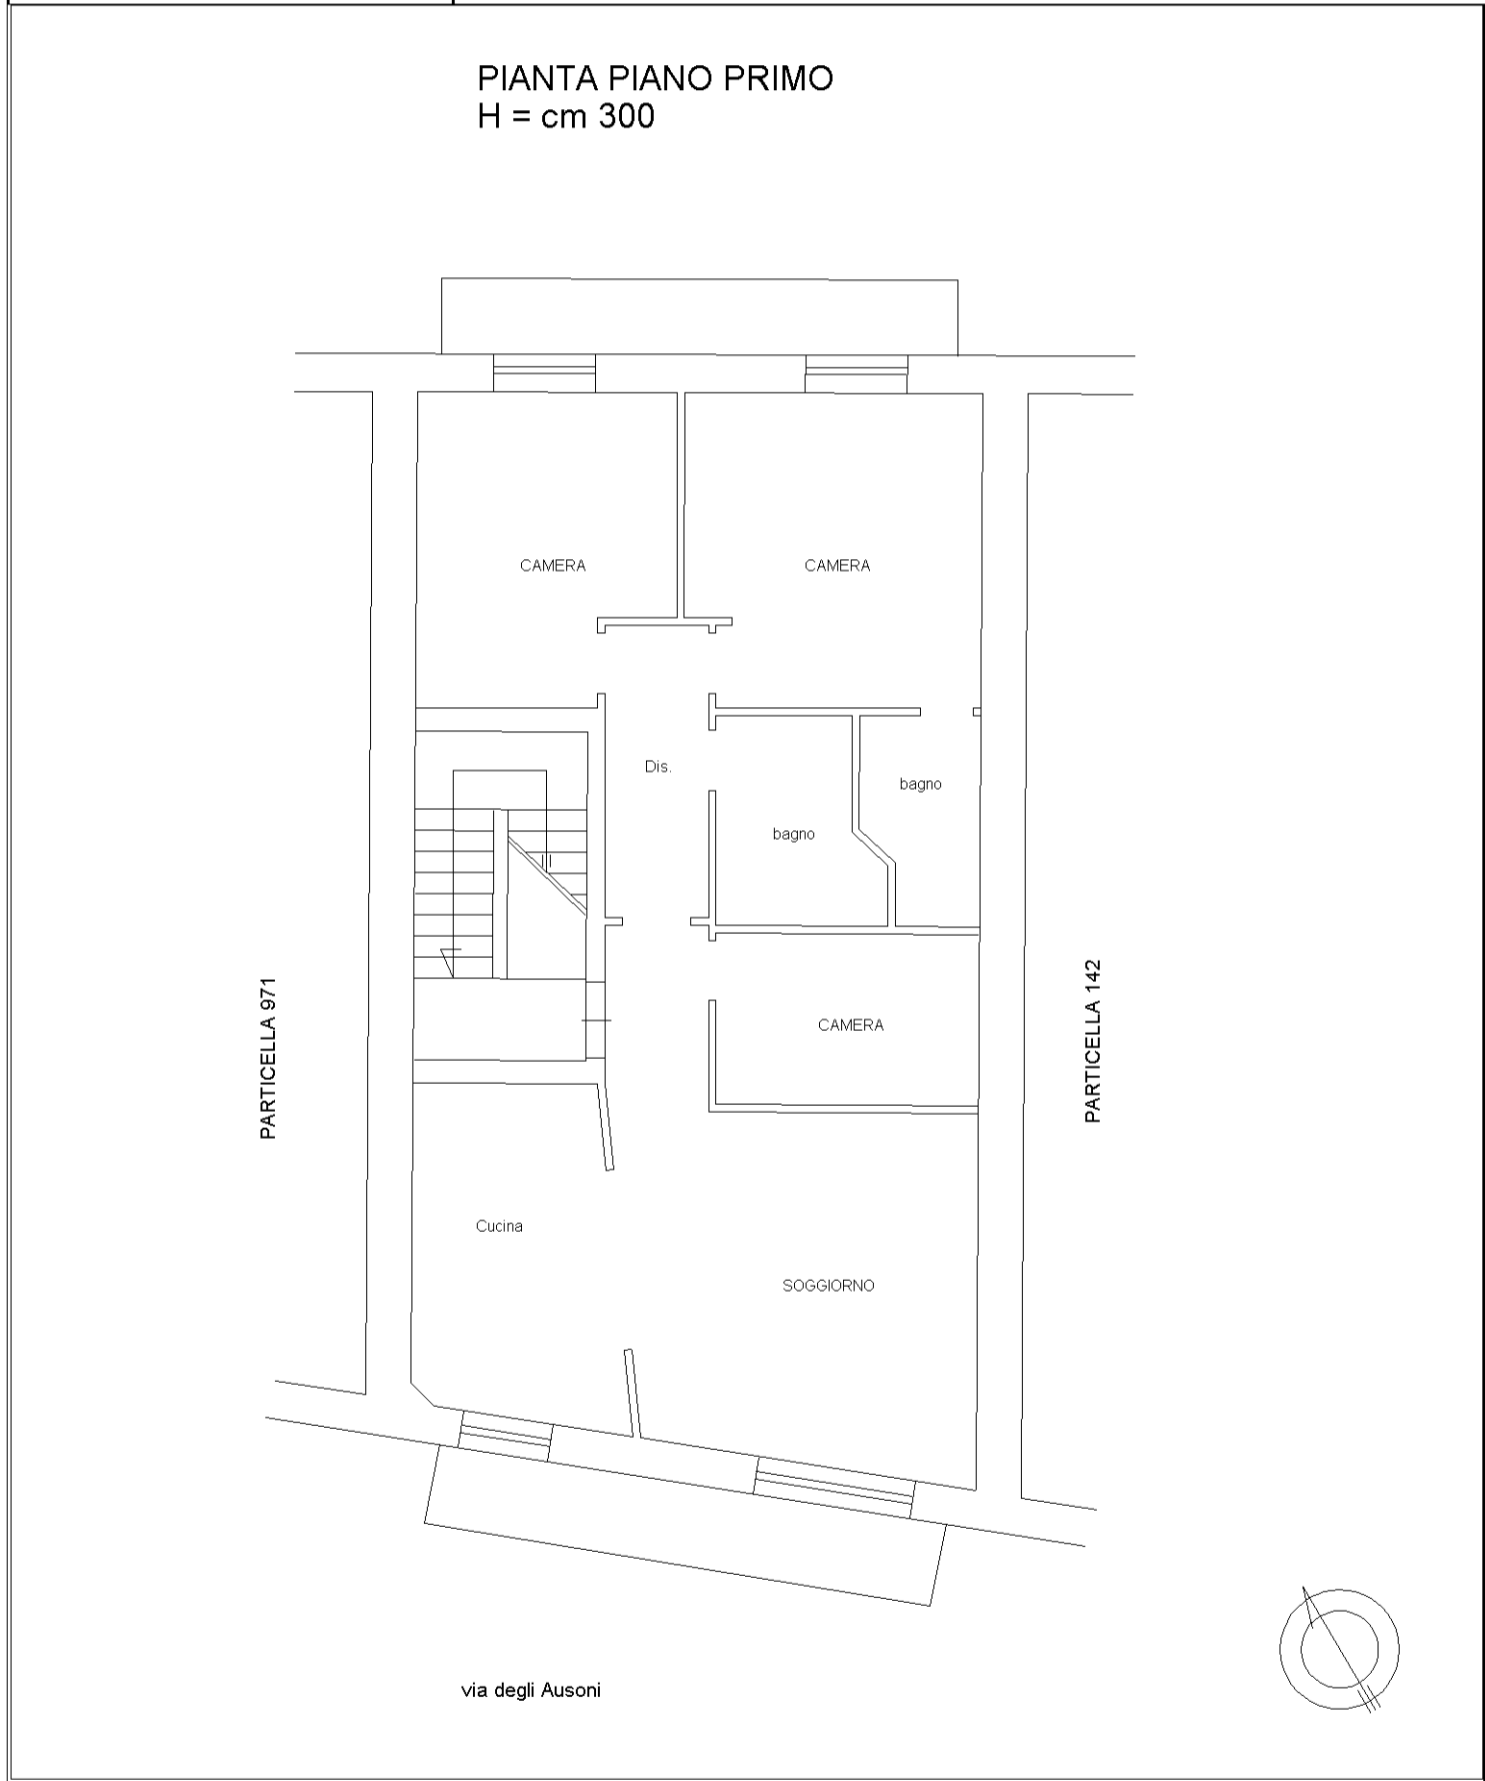 PIANTA PIANO PRIMO
H = cm 300
CAMERA
CAMERA
Dis.
bagno
bagno
CAMERA
PARTICELLA 971
PARTICELLA 142
Cucina
SOGGIORNO
via degli Ausoni